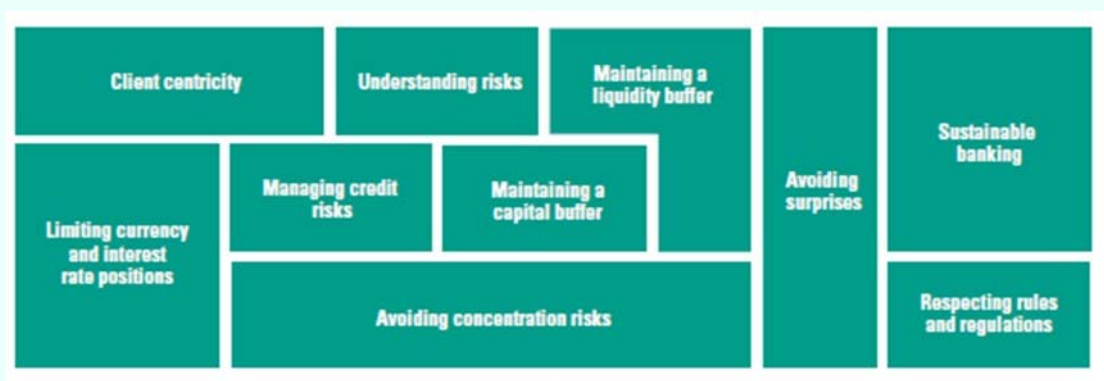 Client centricity
Understanding risks
Maintaining a
liquidity buffer
Avoiding
surprises
Sustainable
banking
Limiting currency
and interest
rate positions
Managing credit
risks
Maintaining a
capital buffer
Avoiding concentration risks
Respecting rules
and regulations